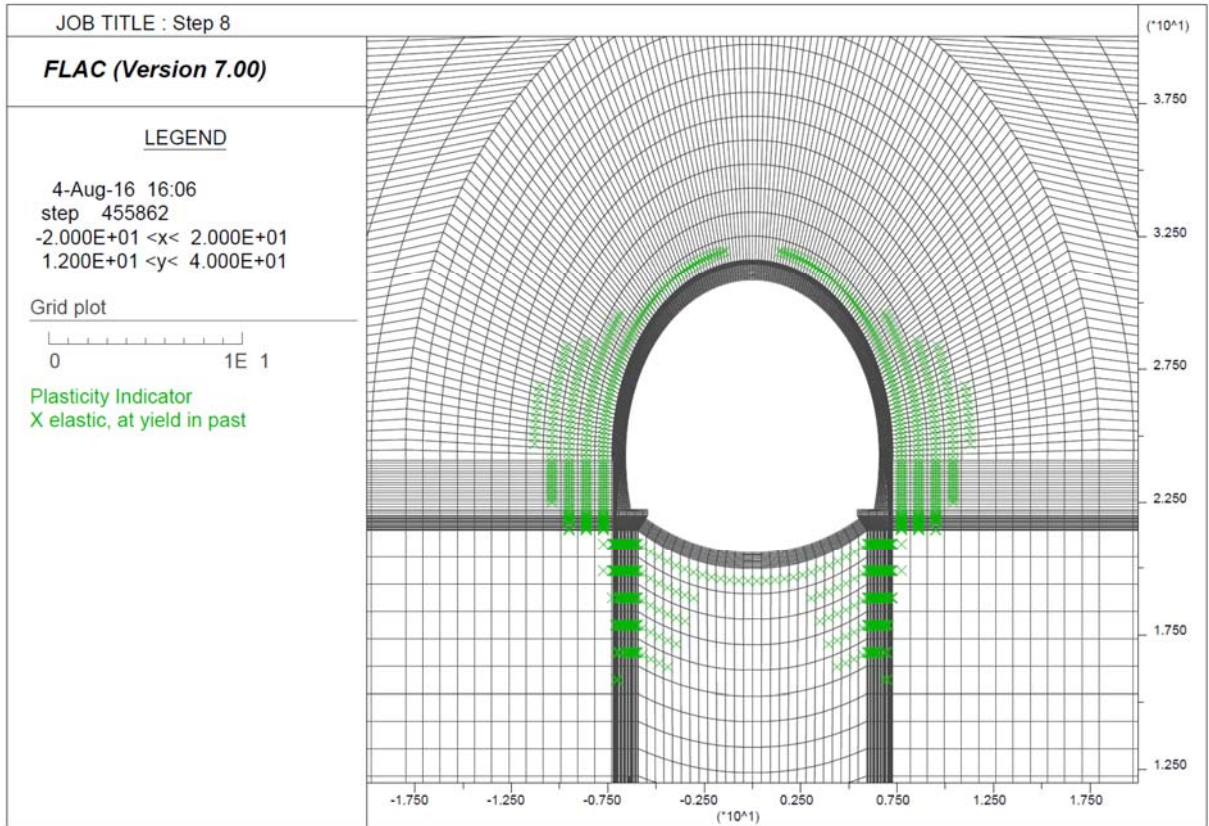 JOB TITLE : Step 8
(*10^1)
FLAC (Version 7.00)
LEGEND
4-Aug-16 16:06
step 455862
-2.000E+01 <x< 2.000E+01
1.200E+01 <y< 4.000E+01
Grid plot
0 1E 1
Plasticity Indicator
X elastic, at yield in past
3.750
3.250
2.750
2.250
1.750
1.250
-1.750 -1.250 -0.750 -0.250 0.250 0.750 1.250 1.750
(*10^1)